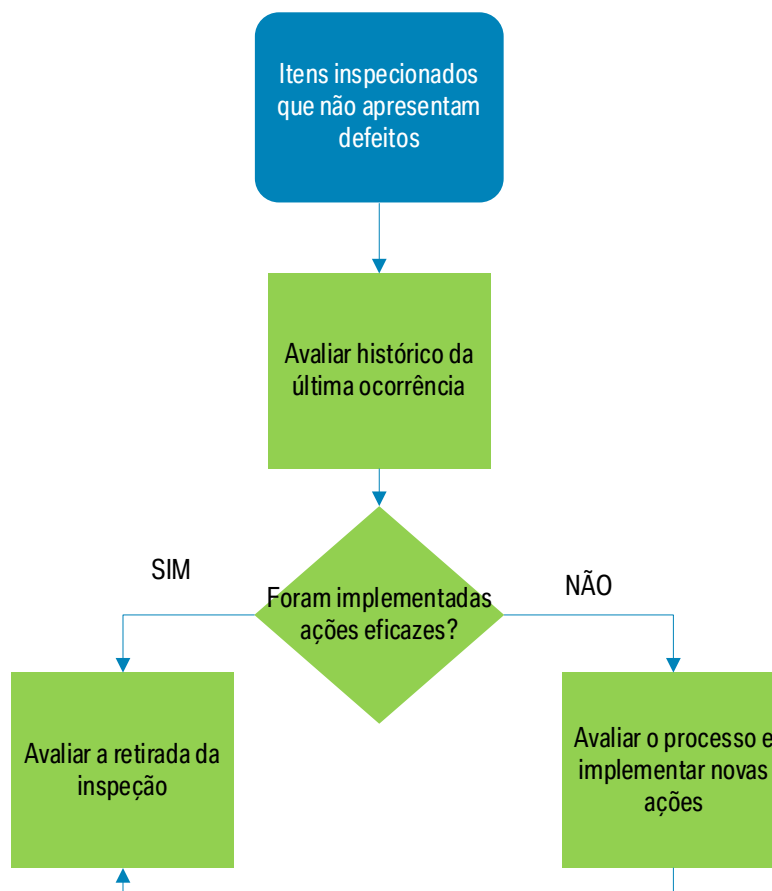 Itens inspecionados
que não apresentam
defeitos
Avaliar histórico da
última ocorrência
SIM
Foram implementadas
ações eficazes?
NÃO
Avaliar a retirada da
inspeção
Avaliar o processo e
implementar novas
ações